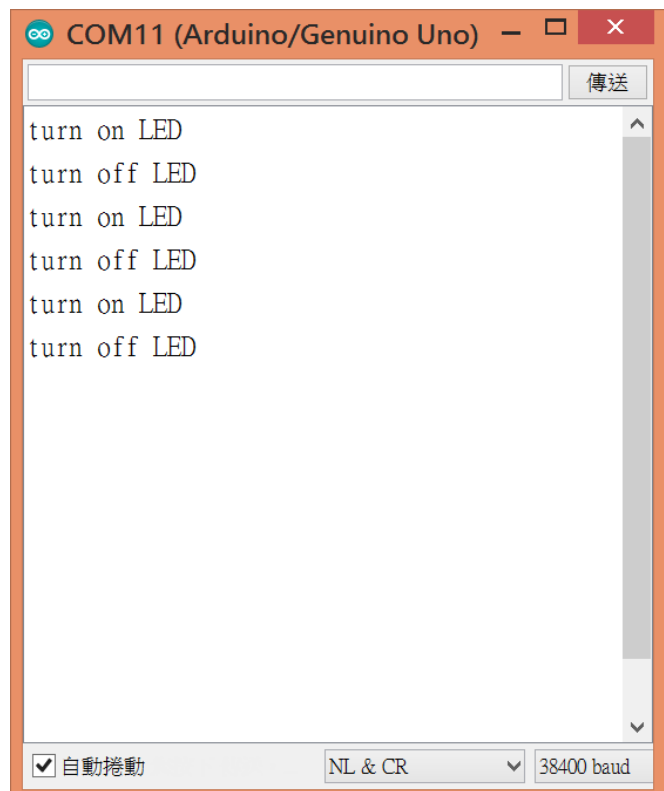 COM11 (Arduino/Genuino Uno)
傳送
turn on LED
turn off LED
turn on LED
turn off LED
turn on LED
turn off LED
自動捲動
NL & CR
38400 baud